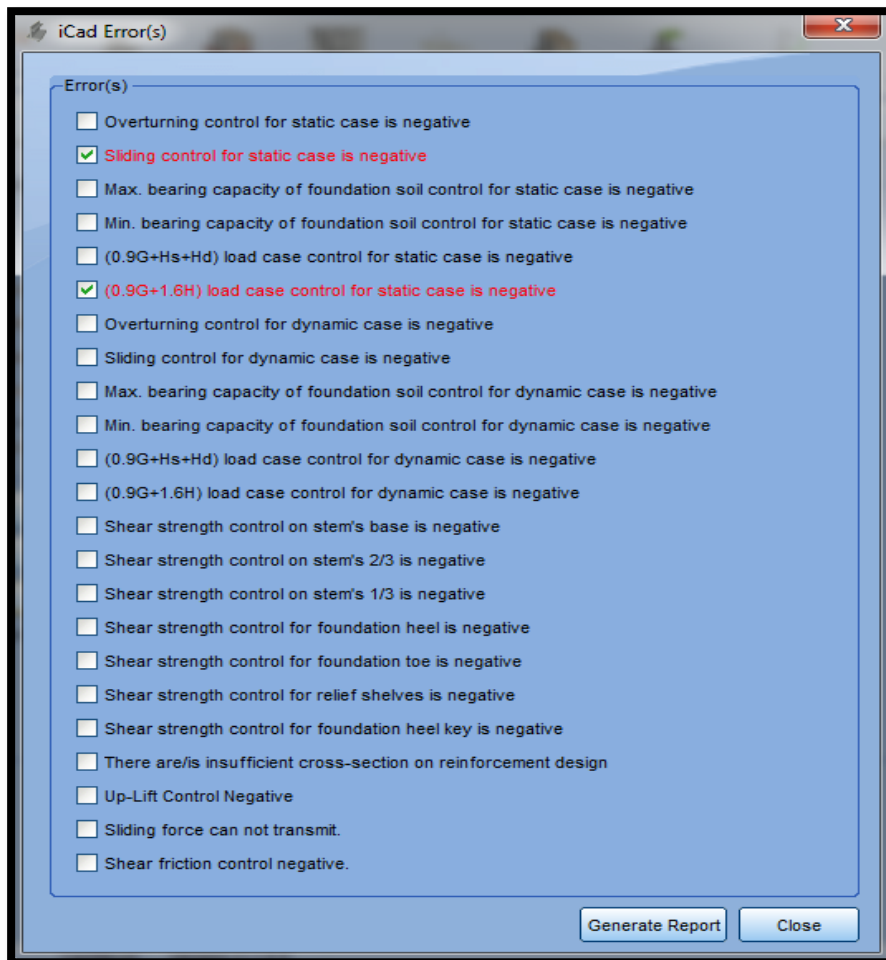 iCad Error(s)
Error(s)
Overturning control for static case is negative
Sliding control for static case is negative
Max. bearing capacity of foundation soil control for static case is negative
Min. bearing capacity of foundation soil control for static case is negative
(0.9G+Hs+Hd) load case control for static case is negative
(0.9G+1.6H) load case control for static case is negative
Overturning control for dynamic case is negative
Sliding control for dynamic case is negative
Max. bearing capacity of foundation soil control for dynamic case is negative
Min. bearing capacity of foundation soil control for dynamic case is negative
(0.9G+Hs+Hd) load case control for dynamic case is negative
(0.9G+1.6H) load case control for dynamic case is negative
Shear strength control on stem's base is negative
Shear strength control on stem's 2/3 is negative
Shear strength control on stem's 1/3 is negative
Shear strength control for foundation heel is negative
Shear strength control for foundation toe is negative
Shear strength control for relief shelves is negative
Shear strength control for foundation heel key is negative
There are/is insufficient cross-section on reinforcement design
Up-Lift Control Negative
Sliding force can not transmit.
Shear friction control negative.
Generate Report Close